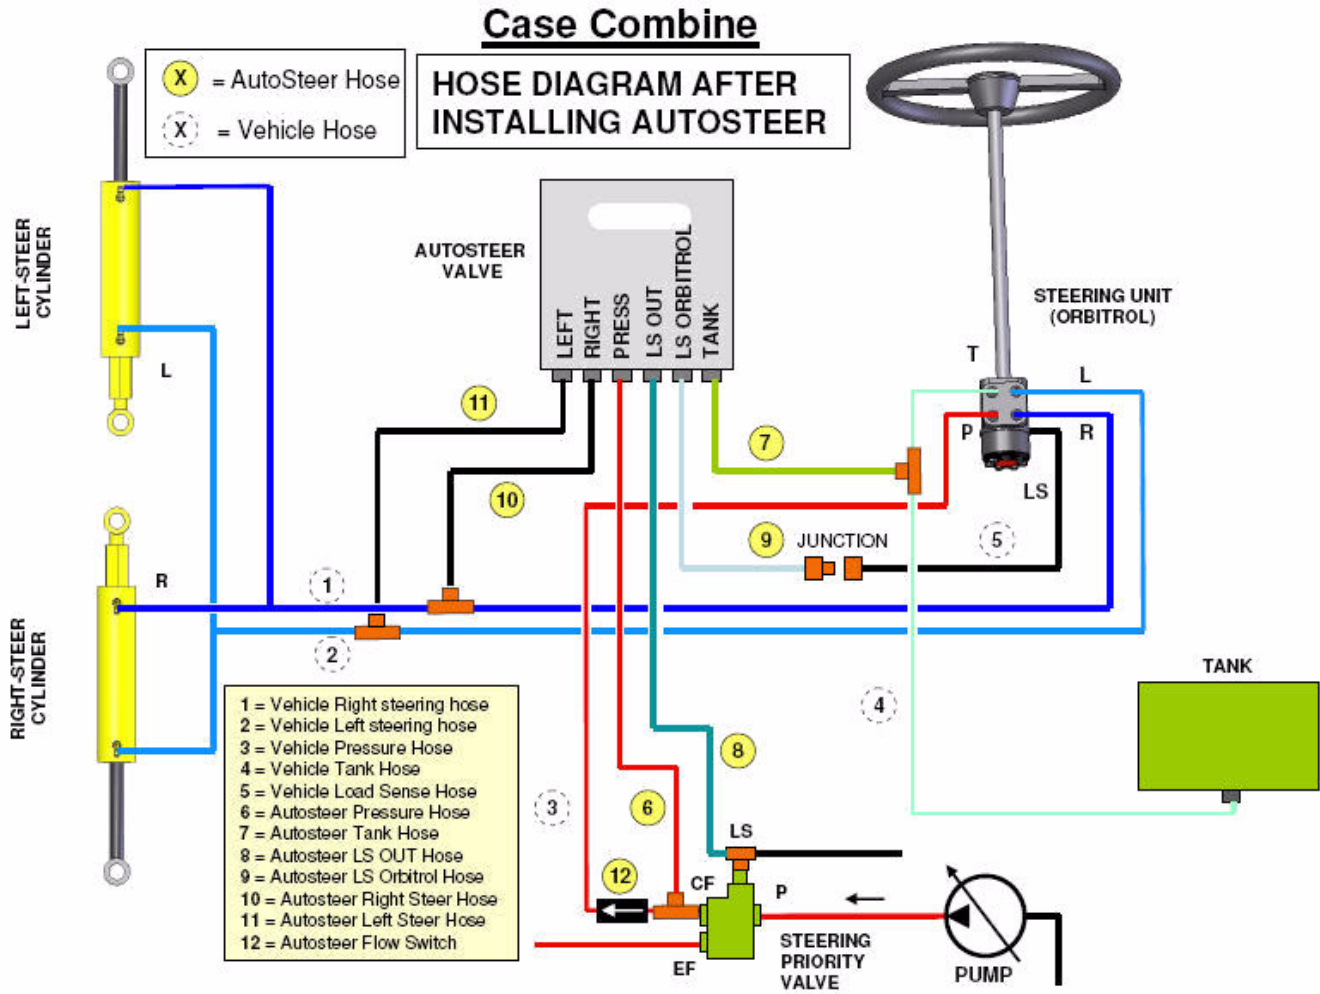 Case Combine
X = AutoSteer Hose
X = Vehicle Hose
HOSE DIAGRAM AFTER
INSTALLING AUTOSTEER
LEFT-STEER
CYLINDER
AUTOSTEER
VALVE
LEFT
RIGHT
PRESS
LS OUT
LS ORBITROL
TANK
STEERING UNIT
(ORBITROL)
T
L
P
R
LS
L
11
10
7
9
JUNCTION
5
R
1
2
RIGHT-STEER
CYLINDER
1 = Vehicle Right steering hose
2 = Vehicle Left steering hose
3 = Vehicle Pressure Hose
4 = Vehicle Tank Hose
5 = Vehicle Load Sense Hose
6 = Autosteer Pressure Hose
7 = Autosteer Tank Hose
8 = Autosteer LS OUT Hose
9 = Autosteer LS Orbitrol Hose
10 = Autosteer Right Steer Hose
11 = Autosteer Left Steer Hose
12 = Autosteer Flow Switch
TANK
4
8
3
6
LS
12
CF
P
EF
STEERING
PRIORITY
VALVE
PUMP